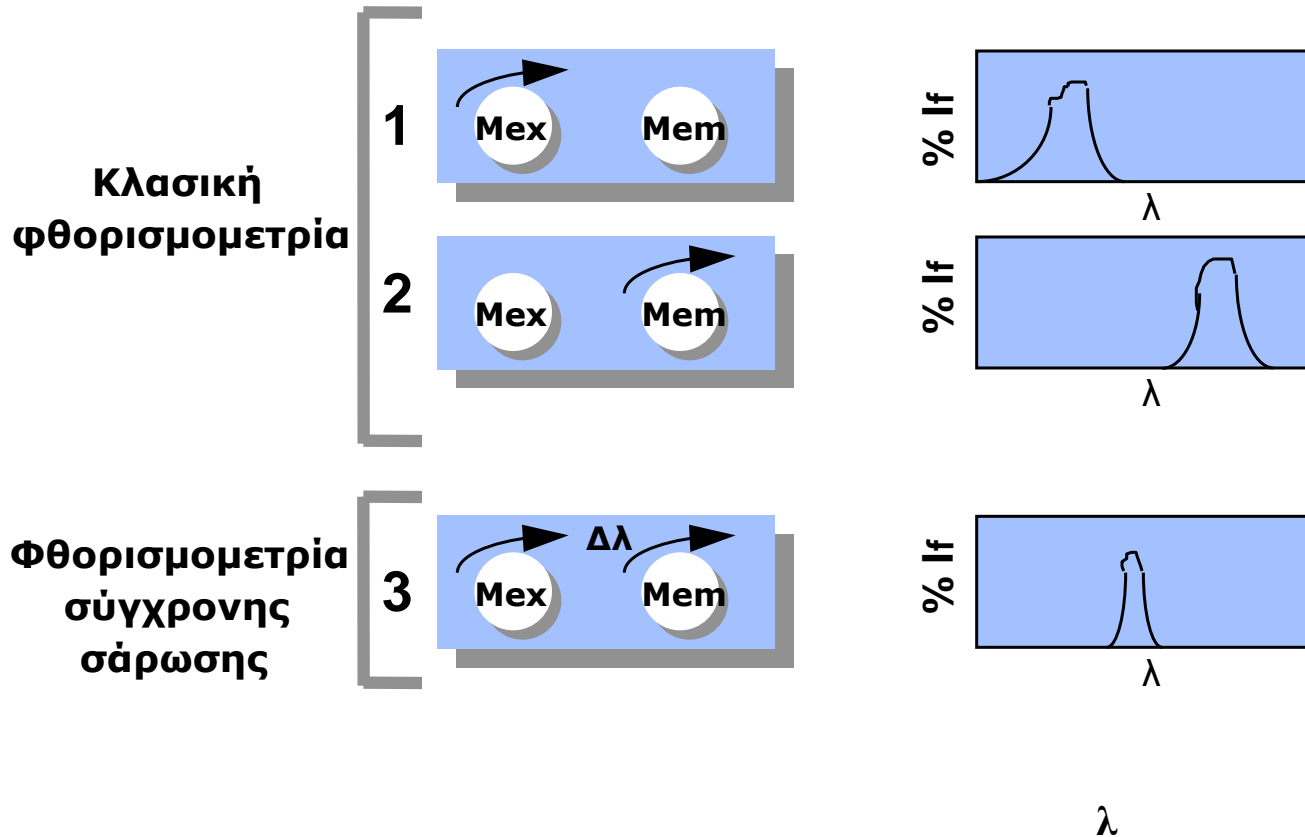 Κλασική
φθορισμομετρία
1
Mex
Mem
% If
λ
2
Mex
Mem
% If
λ
Φθορισμομετρία
σύγχρονης
σάρωσης
3
Δλ
Mex
Mem
% If
λ
λ